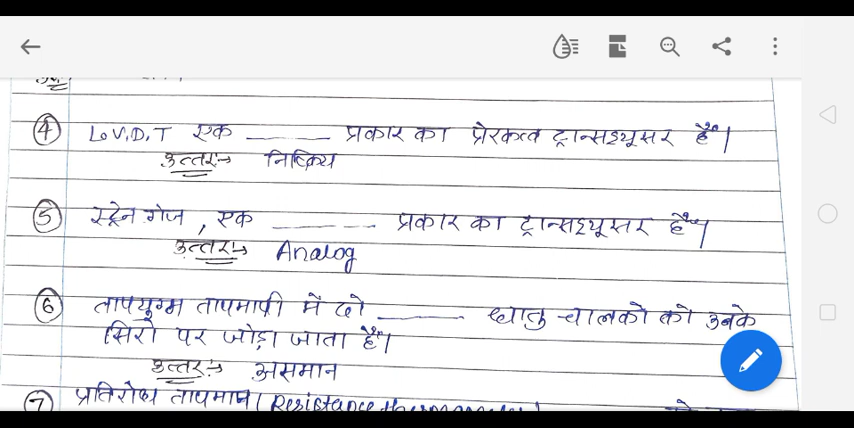 ④ L.V.D.T एक ______ प्रकार का प्रेरकत्व ट्रान्सड्यूसर हैं।
उत्तर:→ निष्क्रिय
⑤ स्ट्रेन गेज, एक ______ प्रकार का ट्रान्सड्यूसर हैं।
उत्तर:→ Analog
⑥ तापयुग्म तापमापी में दो ______ धातु चालको को उनके
सिरो पर जोड़ा जाता हैं।
उत्तर:→ असमान
⑦ प्रतिरोध तापमाप (Resistance